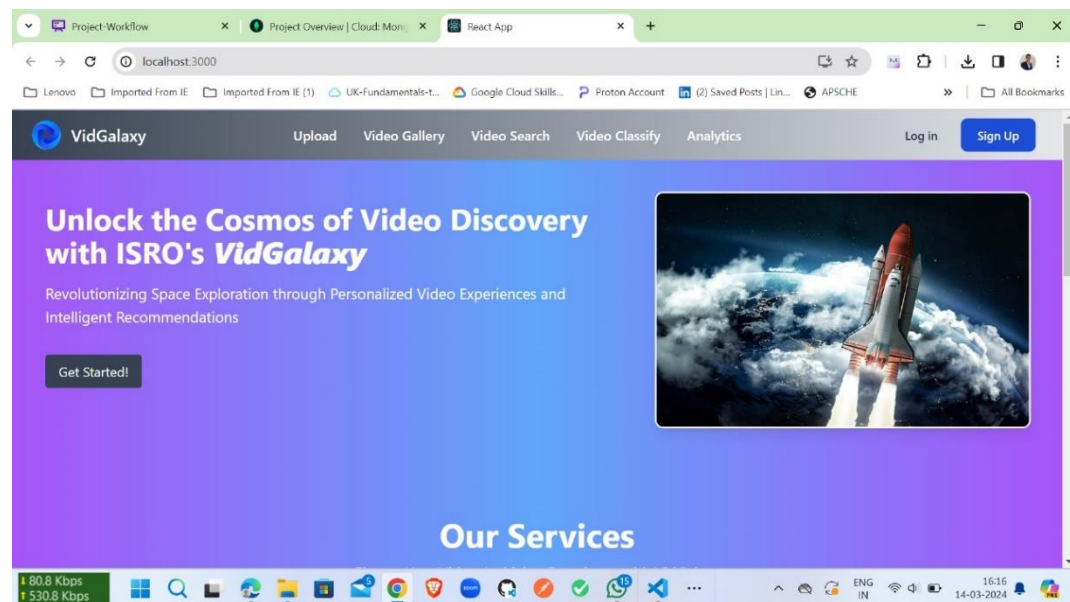 Project-Workflow
Project Overview | Cloud: Mong
React App
localhost:3000
Lenovo
Imported From IE
Imported From IE (1)
UK-Fundamentals-t...
Google Cloud Skills...
Proton Account
(2) Saved Posts | Lin...
APSCHE
»
All Bookmarks
VidGalaxy
Upload
Video Gallery
Video Search
Video Classify
Analytics
Log in
Sign Up
Unlock the Cosmos of Video Discovery
with ISRO's VidGalaxy
Revolutionizing Space Exploration through Personalized Video Experiences and
Intelligent Recommendations
Get Started!
Our Services
80.8 Kbps
530.8 Kbps
zoom
15
...
ENG
IN
16:16
14-03-2024
PRE